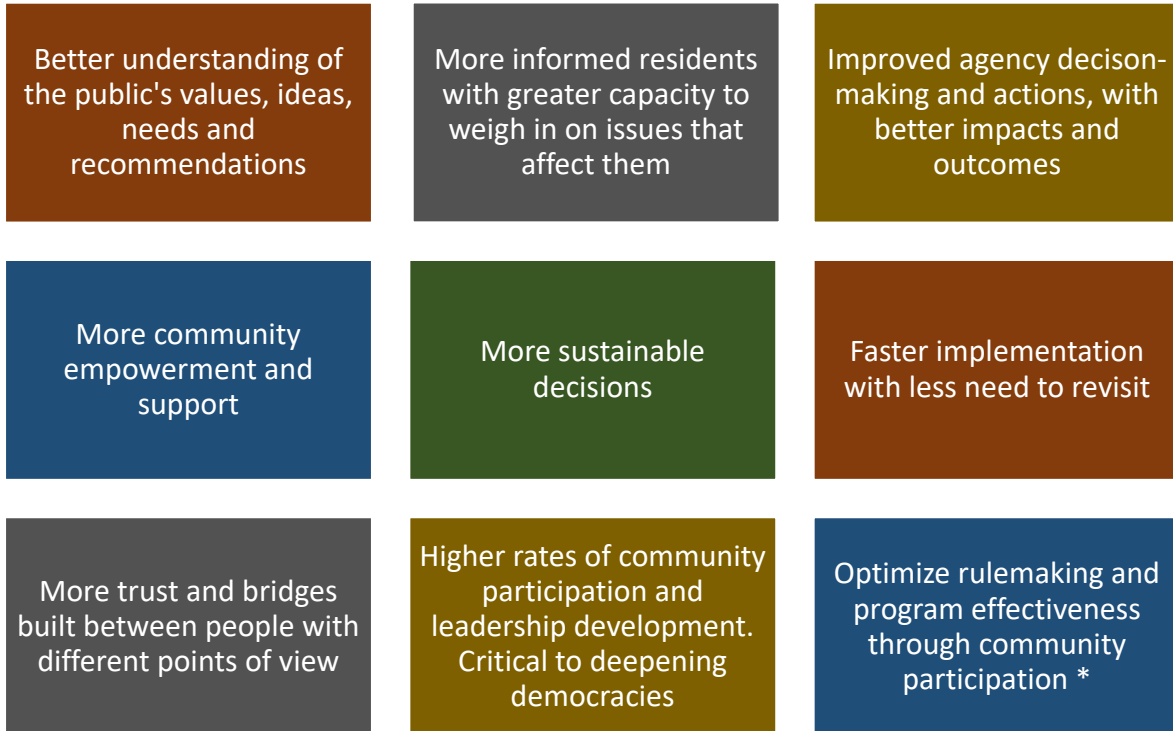 Better understanding of
the public's values, ideas,
needs and
recommendations
More informed residents
with greater capacity to
weigh in on issues that
affect them
Improved agency decison-
making and actions, with
better impacts and
outcomes
More community
empowerment and
support
More sustainable
decisions
Faster implementation
with less need to revisit
More trust and bridges
built between people with
different points of view
Higher rates of community
participation and
leadership development.
Critical to deepening
democracies
Optimize rulemaking and
program effectiveness
through community
participation *